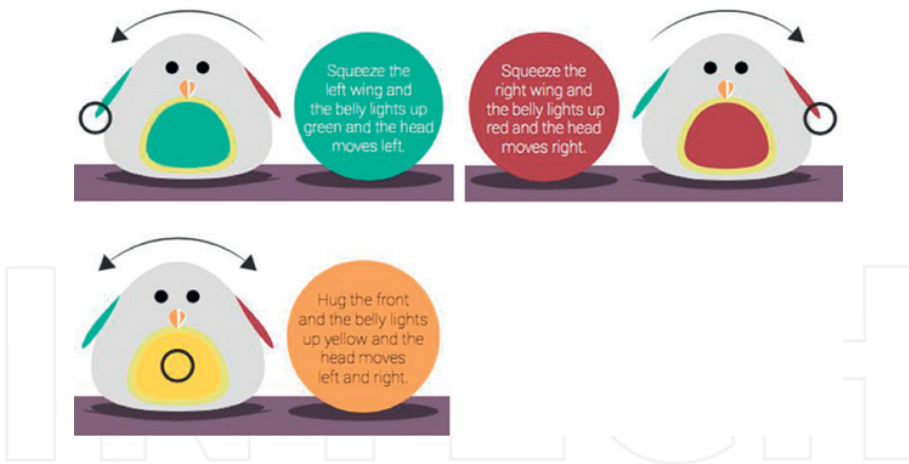 Squeeze the
left wing and
the belly lights up
green and the head
moves left.
Squeeze the
right wing and
the belly lights up
red and the head
moves right.
Hug the front
and the belly lights
up yellow and the
head moves
left and right.
INTECH